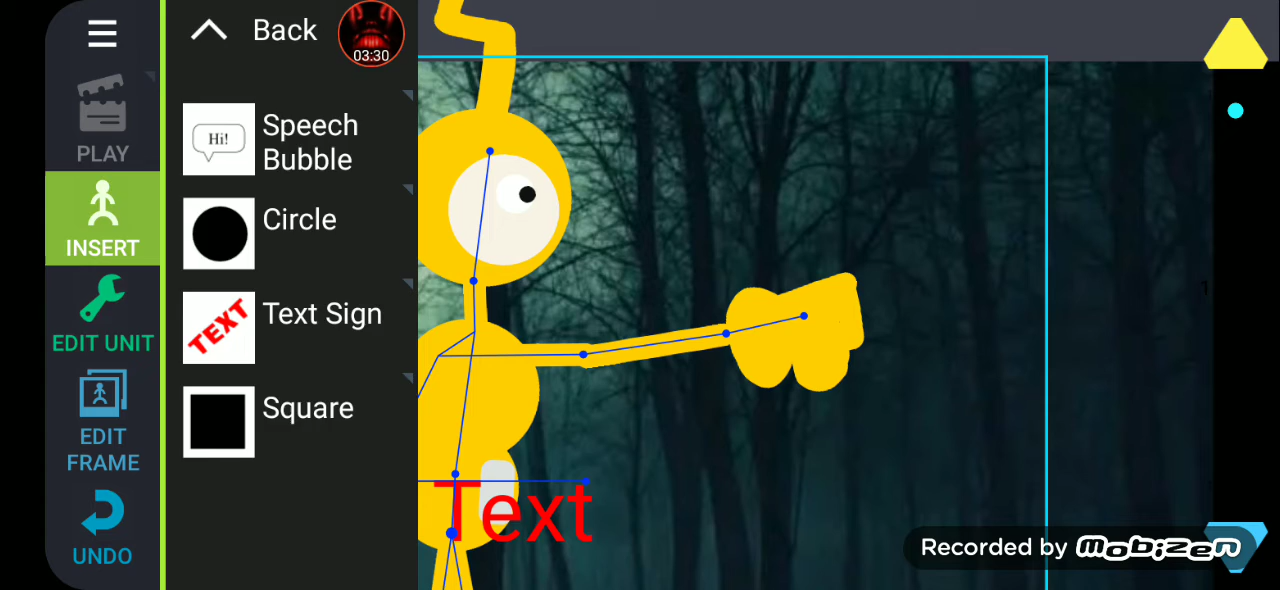 Back
03:30
PLAY
INSERT
EDIT UNIT
EDIT
FRAME
UNDO
Hi!
Speech
Bubble
Circle
TEXT
Text Sign
Square
Text
1
Recorded by mobizen